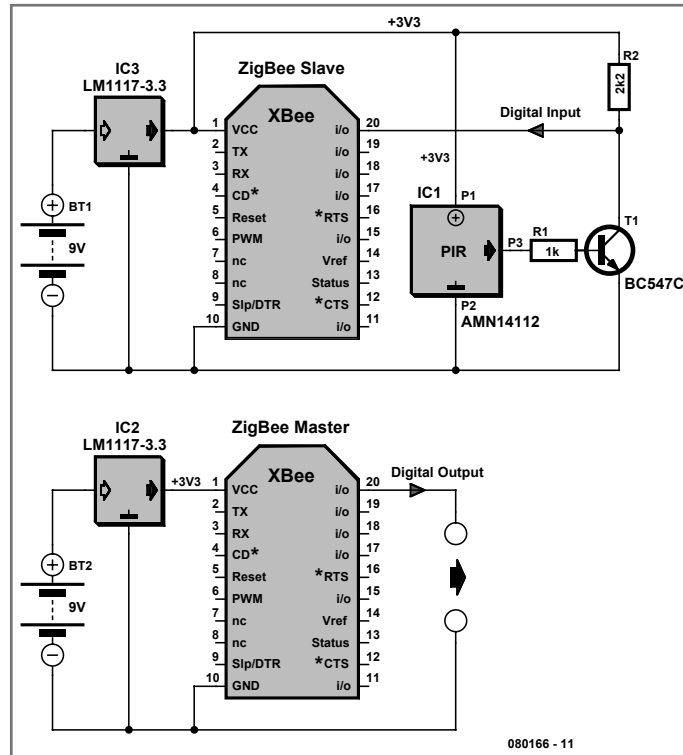 +3V3
IC3
LM1117-3.3
ZigBee Slave
XBee
R2
2k2
Digital Input
1 VCC i/o 20
2 TX i/o 19
3 RX i/o 18
4 CD* i/o 17
5 Reset *RTS 16
6 PWM i/o 15
7 nc Vref 14
8 nc Status 13
9 Slp/DTR *CTS 12
10 GND i/o 11
+3V3
IC1
P1
PIR
P3
R1
1k
T1
BC547C
P2
AMN14112
BT1
9V
IC2
LM1117-3.3
ZigBee Master
XBee
+3V3
Digital Output
1 VCC i/o 20
2 TX i/o 19
3 RX i/o 18
4 CD* i/o 17
5 Reset *RTS 16
6 PWM i/o 15
7 nc Vref 14
8 nc Status 13
9 Slp/DTR *CTS 12
10 GND i/o 11
BT2
9V
080166 - 11